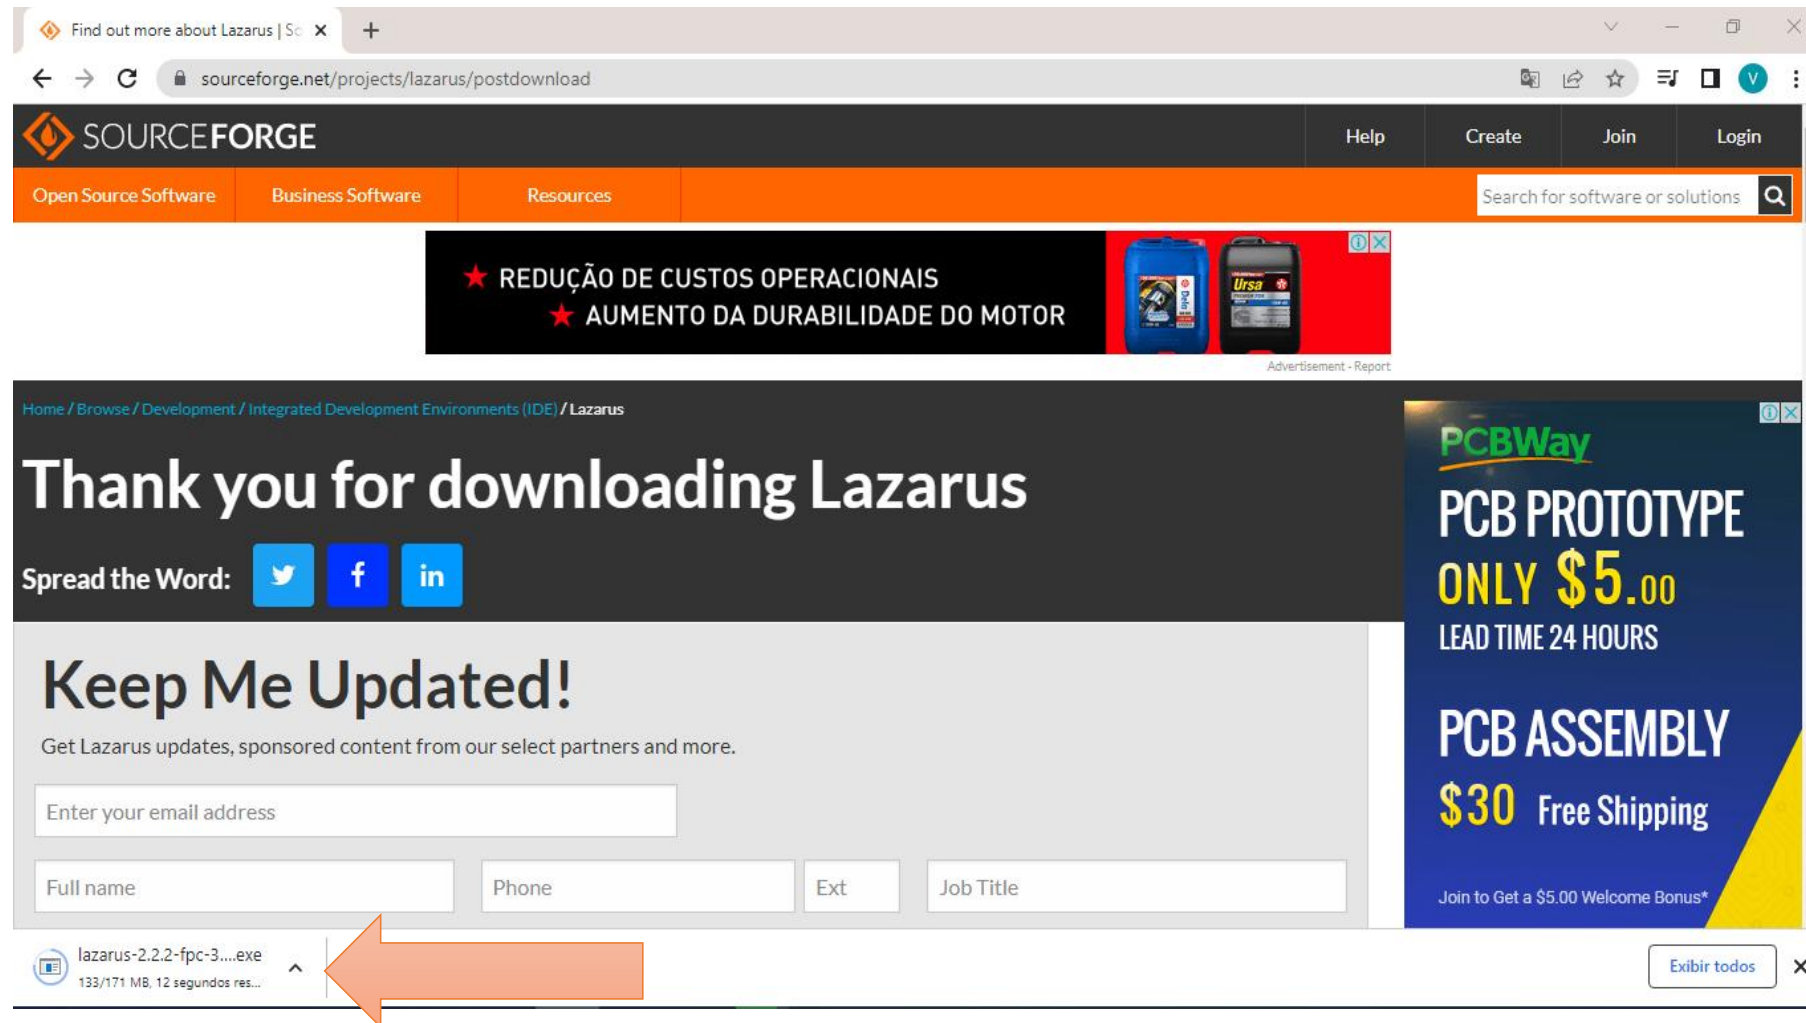 Find out more about Lazarus | So
sourceforge.net/projects/lazarus/postdownload
V
SOURCEFORGE
Help
Create
Join
Login
Open Source Software
Business Software
Resources
Search for software or solutions
REDUÇÃO DE CUSTOS OPERACIONAIS
AUMENTO DA DURABILIDADE DO MOTOR
Delo
Ursa
Advertisement - Report
Home / Browse / Development / Integrated Development Environments (IDE) / Lazarus
Thank you for downloading Lazarus
Spread the Word:
f
in
PCBWay
PCB PROTOTYPE
ONLY $5.00
LEAD TIME 24 HOURS
PCB ASSEMBLY
$30 Free Shipping
Join to Get a $5.00 Welcome Bonus*
Keep Me Updated!
Get Lazarus updates, sponsored content from our select partners and more.
Enter your email address
Full name
Phone
Ext
Job Title
lazarus-2.2.2-fpc-3....exe
133/171 MB, 12 segundos res...
Exibir todos